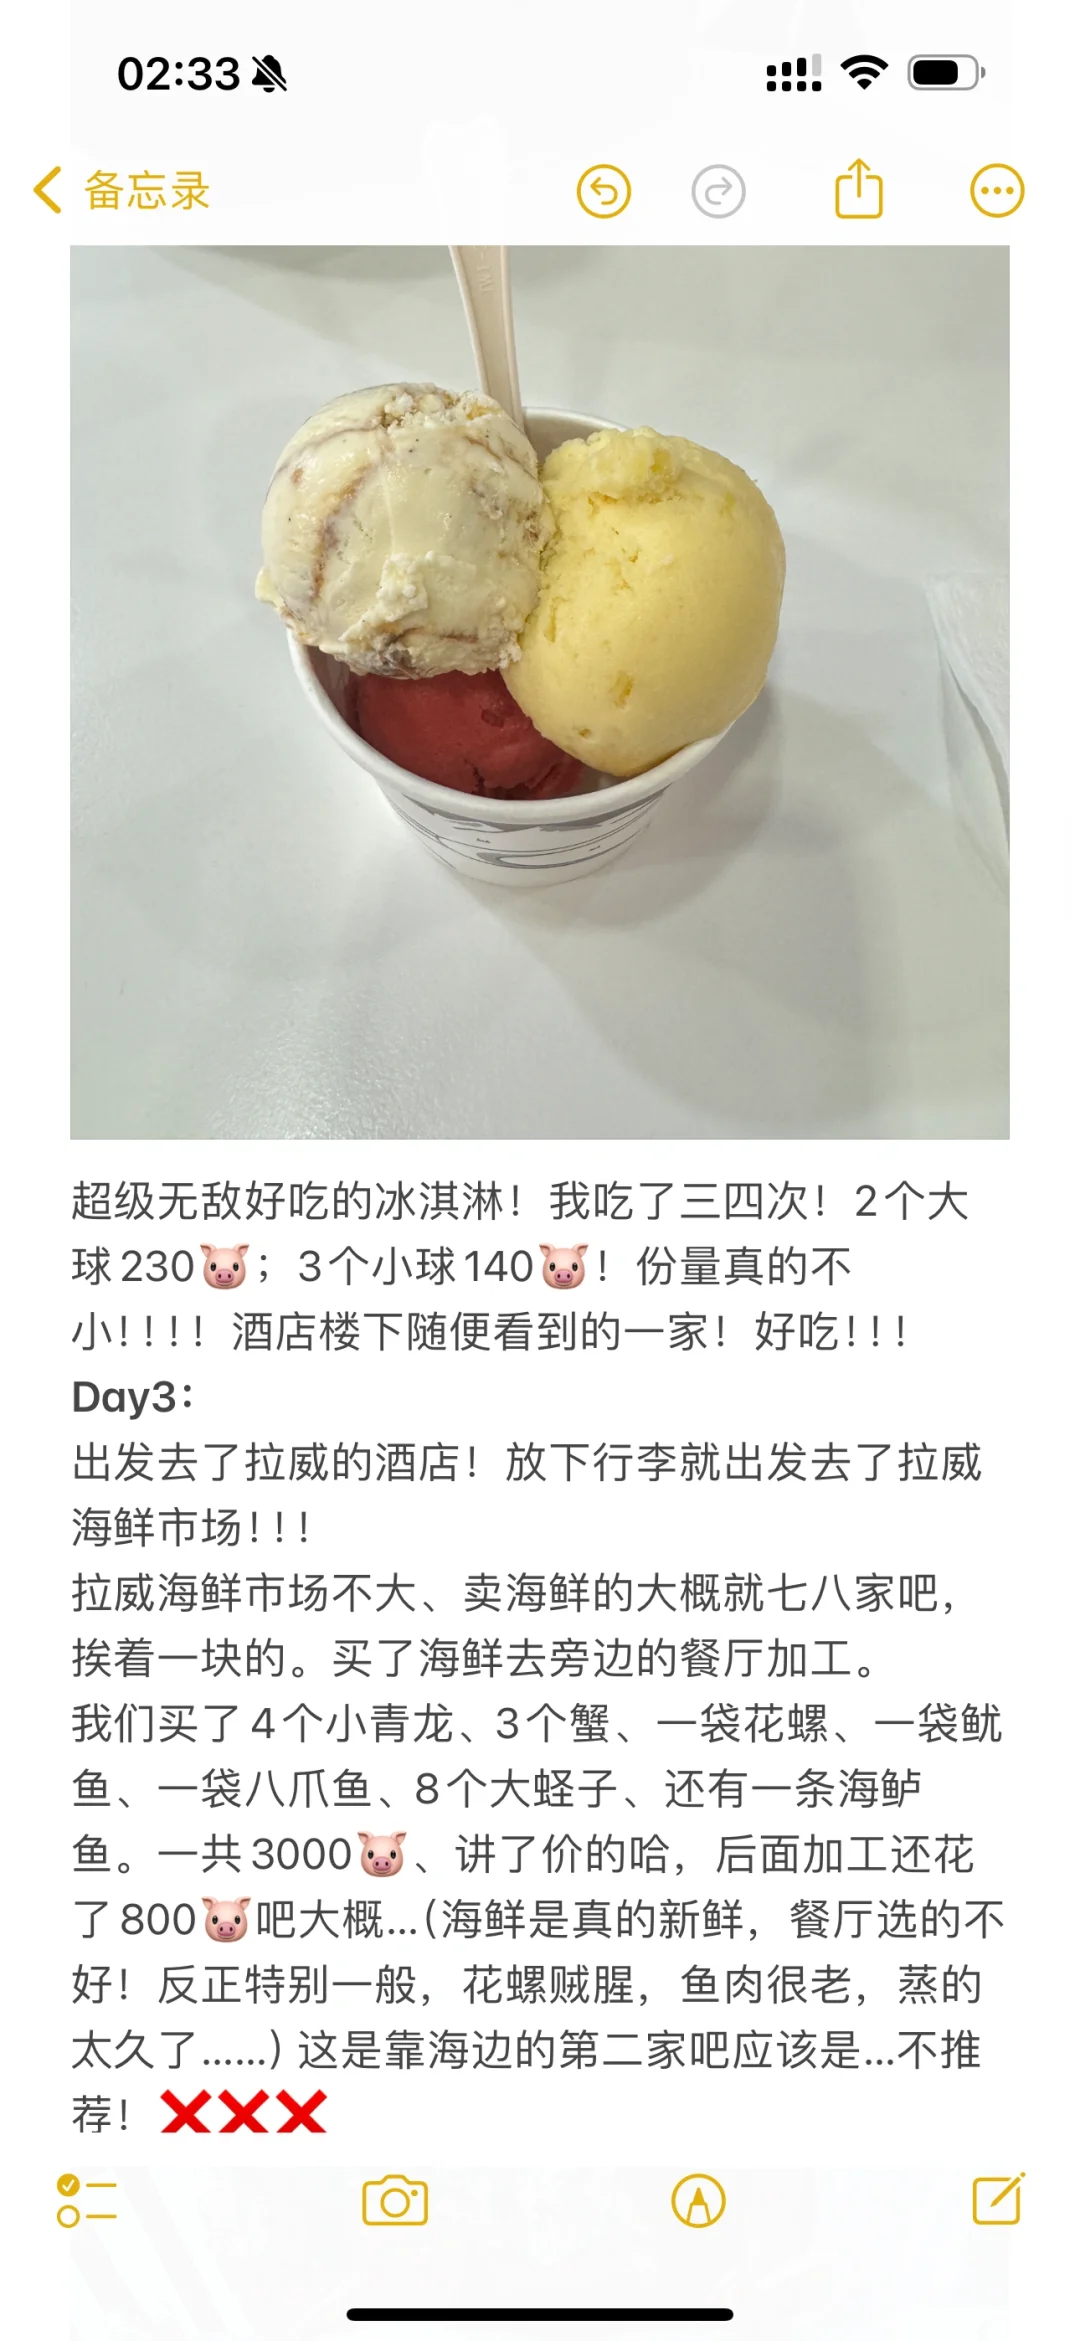 02:33
备忘录
超级无敌好吃的冰淇淋！我吃了三四次！2个大
球230🐷；3个小球140🐷！份量真的不
小！！！！酒店楼下随便看到的一家！好吃！！！
Day3：
出发去了拉威的酒店！放下行李就出发去了拉威
海鲜市场！！！
拉威海鲜市场不大、卖海鲜的大概就七八家吧，
挨着一块的。买了海鲜去旁边的餐厅加工。
我们买了4个小青龙、3个蟹、一袋花螺、一袋鱿
鱼、一袋八爪鱼、8个大蛏子、还有一条海鲈
鱼。一共3000🐷、讲了价的哈，后面加工还花
了800🐷吧大概...（海鲜是真的新鲜，餐厅选的不
好！反正特别一般，花螺贼腥，鱼肉很老，蒸的
太久了......）这是靠海边的第二家吧应该是...不推
荐！❌❌❌